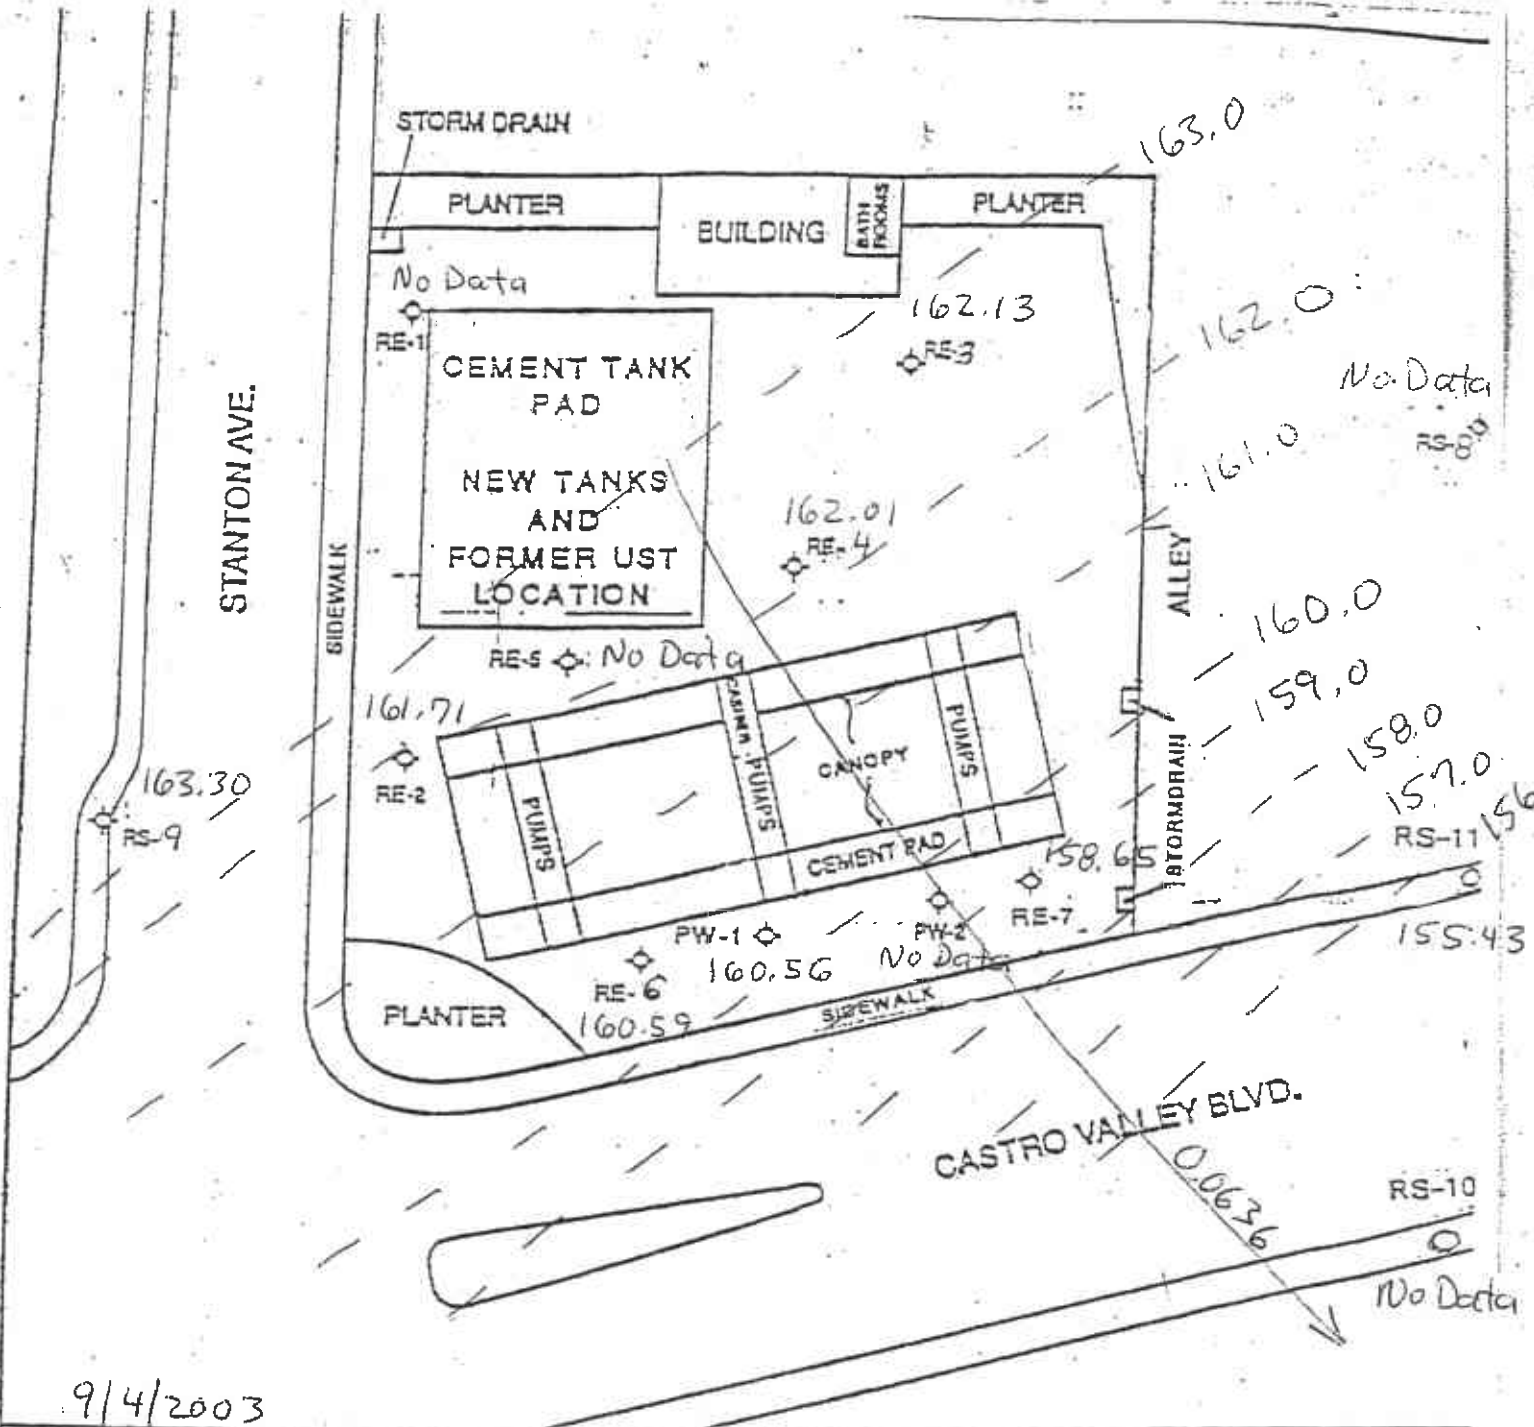 STORM DRAIN
163.0
PLANTER
BUILDING
BATH
ROOMS
PLANTER
No Data
RE-1
162.13
RE-3
162.0
No Data
RS-8
CEMENT TANK
PAD
NEW TANKS
AND
FORMER UST
LOCATION
161.0
STANTON AVE.
SIDEWALK
162.01
RE-4
ALLEY
160.0
RE-5
No Data
159.0
161.71
RE-2
158.0
163.30
RS-9
157.0
PUMPS
PUMPS
CANOPY
PUMPS
STORMDRAIN
RS-11
156
CEMENT PAD
158.65
RE-7
PW-1
160.56
PW-2
No Data
155.43
RE-6
160.59
PLANTER
SIDEWALK
CASTRO VALLEY BLVD.
0.0636
RS-10
No Data
9/4/2003